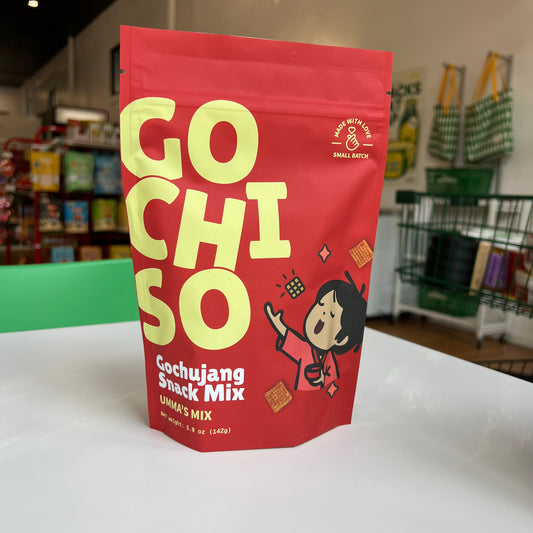 GO
CHI
SO
MADE WITH LOVE
SMALL BATCH
Gochujang
Snack Mix
UMMA'S MIX
Net weight: 5.0 oz (142g)